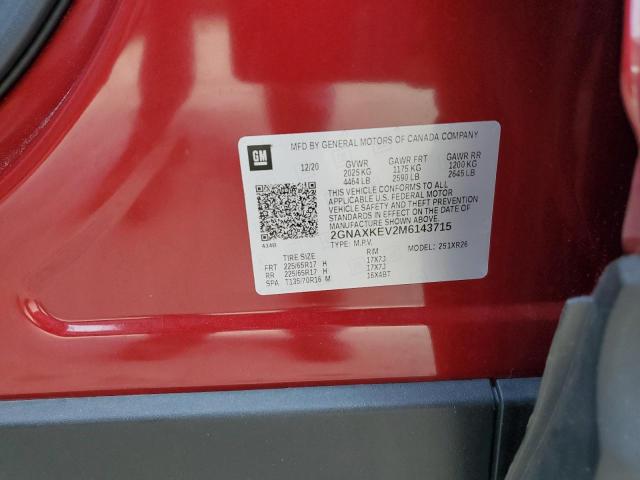 MFD BY GENERAL MOTORS OF CANADA COMPANY
GM
12/20 GVWR GAWR FRT GAWR RR
2025 KG 1175 KG 1200 KG
4464 LB 2590 LB 2645 LB
THIS VEHICLE CONFORMS TO ALL
APPLICABLE U.S. FEDERAL MOTOR
VEHICLE SAFETY AND THEFT PREVENTION
STANDARDS IN EFFECT ON THE DATE OF
MANUFACTURE SHOWN ABOVE.
2GNAXKEV2M6143715
TYPE: M.P.V. MODEL: 251XR26
414B
TIRE SIZE RIM
FRT 225/65R17 H 17X7J
RR 225/65R17 H 17X7J
SPA T135/70R16 M 16X4BT